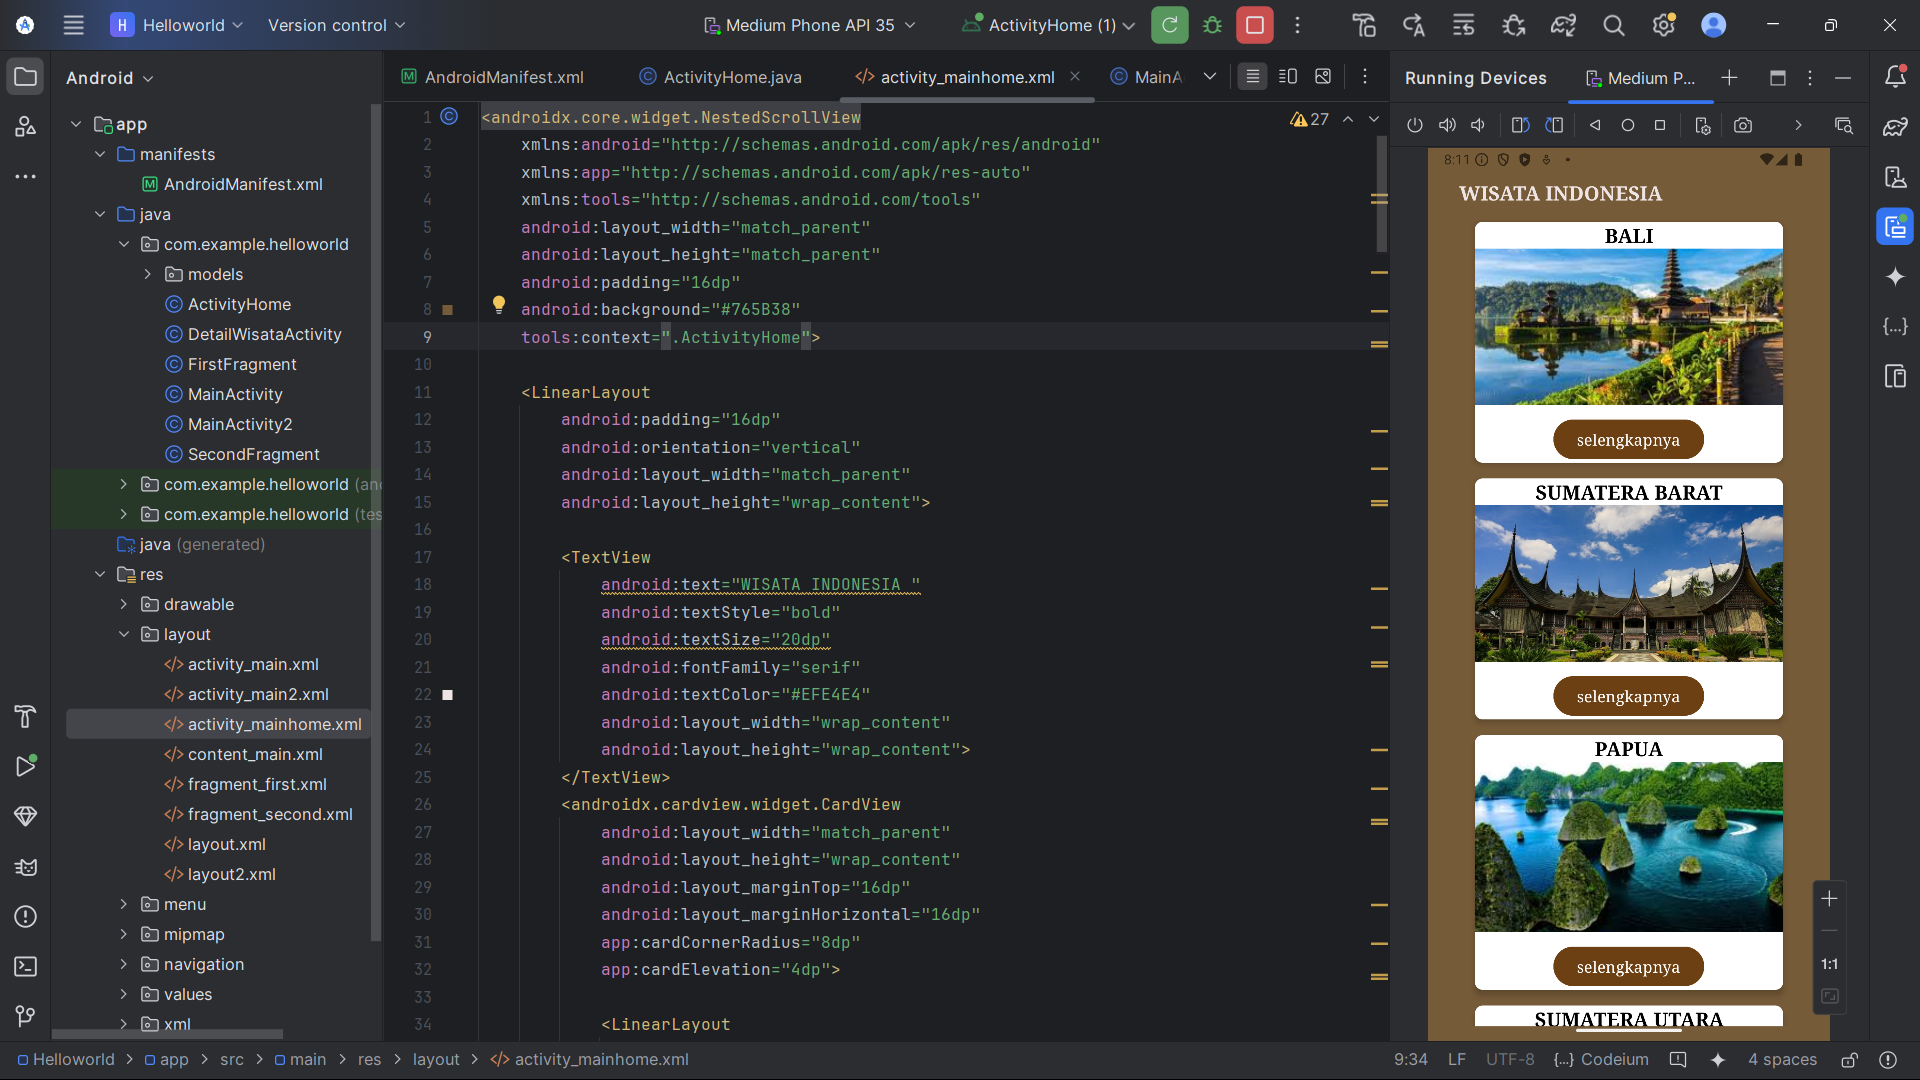 H Helloworld
Version control
Medium Phone API 35
ActivityHome (1)
Android
AndroidManifest.xml
ActivityHome.java
activity_mainhome.xml
MainA
Running Devices
Medium P...
app
manifests
AndroidManifest.xml
java
com.example.helloworld
models
ActivityHome
DetailWisataActivity
FirstFragment
MainActivity
MainActivity2
SecondFragment
com.example.helloworld (an
com.example.helloworld (tes
java (generated)
res
drawable
layout
activity_main.xml
activity_main2.xml
activity_mainhome.xml
content_main.xml
fragment_first.xml
fragment_second.xml
layout.xml
layout2.xml
menu
mipmap
navigation
values
xml
27
1 <androidx.core.widget.NestedScrollView
2 xmlns:android="http://schemas.android.com/apk/res/android"
3 xmlns:app="http://schemas.android.com/apk/res-auto"
4 xmlns:tools="http://schemas.android.com/tools"
5 android:layout_width="match_parent"
6 android:layout_height="match_parent"
7 android:padding="16dp"
8 android:background="#765B38"
9 tools:context=".ActivityHome">
10
11 <LinearLayout
12 android:padding="16dp"
13 android:orientation="vertical"
14 android:layout_width="match_parent"
15 android:layout_height="wrap_content">
16
17 <TextView
18 android:text="WISATA INDONESIA "
19 android:textStyle="bold"
20 android:textSize="20dp"
21 android:fontFamily="serif"
22 android:textColor="#EFE4E4"
23 android:layout_width="wrap_content"
24 android:layout_height="wrap_content">
25 </TextView>
26 <androidx.cardview.widget.CardView
27 android:layout_width="match_parent"
28 android:layout_height="wrap_content"
29 android:layout_marginTop="16dp"
30 android:layout_marginHorizontal="16dp"
31 app:cardCornerRadius="8dp"
32 app:cardElevation="4dp">
33
34 <LinearLayout
8:11
WISATA INDONESIA
BALI
selengkapnya
SUMATERA BARAT
selengkapnya
PAPUA
selengkapnya
SUMATERA UTARA
1:1
Helloworld > app > src > main > res > layout > activity_mainhome.xml
9:34 LF UTF-8 {...} Codeium 4 spaces